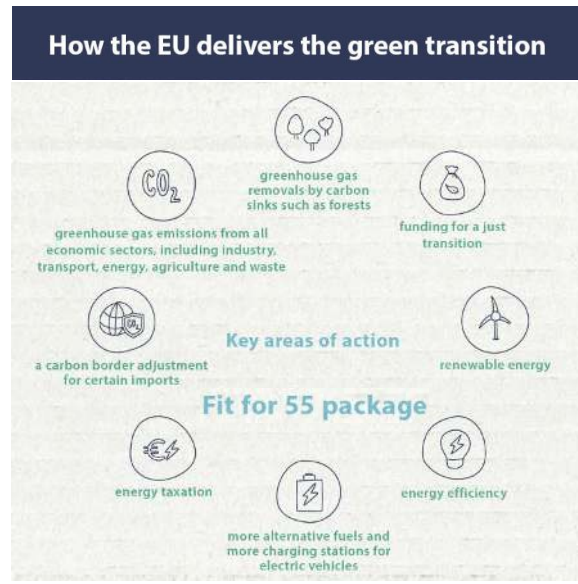 How the EU delivers the green transition
greenhouse gas
removals by carbon
sinks such as forests
CO2
greenhouse gas emissions from all
economic sectors, including industry,
transport, energy, agriculture and waste
funding for a just
transition
CO2
a carbon border adjustment
for certain imports
Key areas of action
renewable energy
Fit for 55 package
€
energy taxation
energy efficiency
more alternative fuels and
more charging stations for
electric vehicles